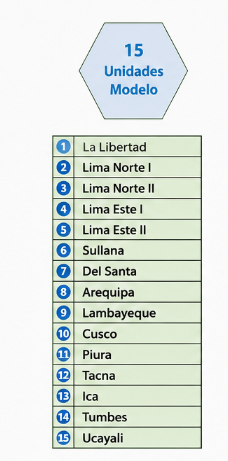 15
Unidades
Modelo
1 La Libertad
2 Lima Norte I
3 Lima Norte II
4 Lima Este I
5 Lima Este II
6 Sullana
7 Del Santa
8 Arequipa
9 Lambayeque
10 Cusco
11 Piura
12 Tacna
13 Ica
14 Tumbes
15 Ucayali